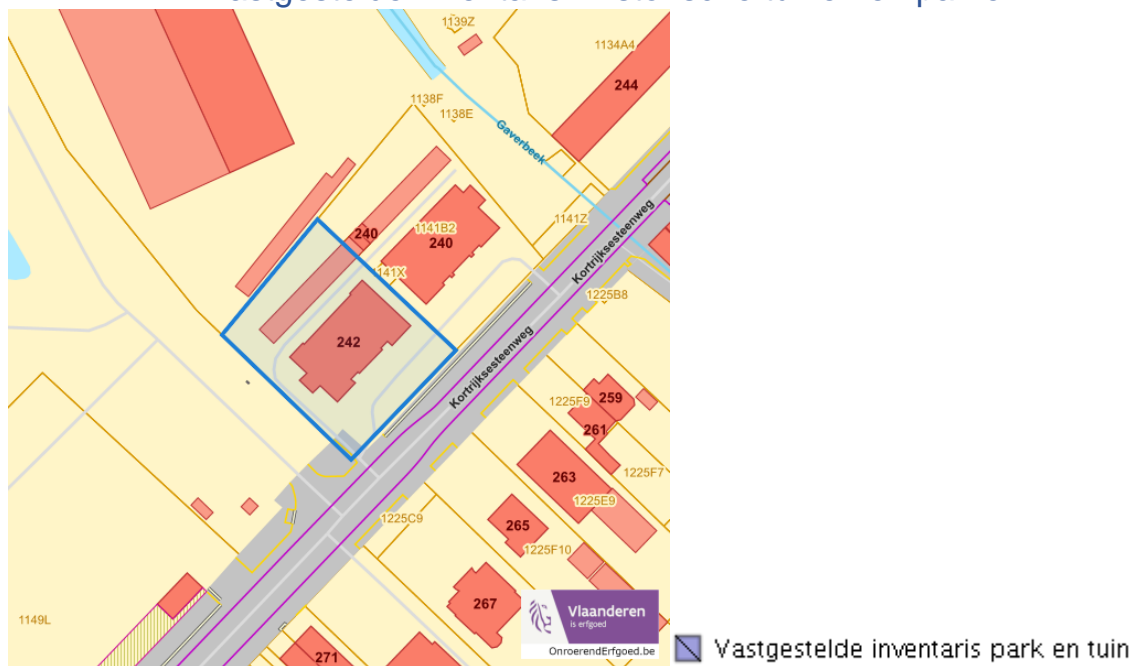 1139Z
1134A4
244
1138F
1138E
Gaverbeek
1141Z
1141B2
240
240
1141X
Kortrijksesteenweg
1225B8
242
Kortrijksesteenweg
1225F9
259
261
263
1225F7
1225E9
265
1225C9
1225F10
267
1149L
271
Vlaanderen
is erfgoed
OnroerendErfgoed.be
Vastgestelde inventaris park en tuin